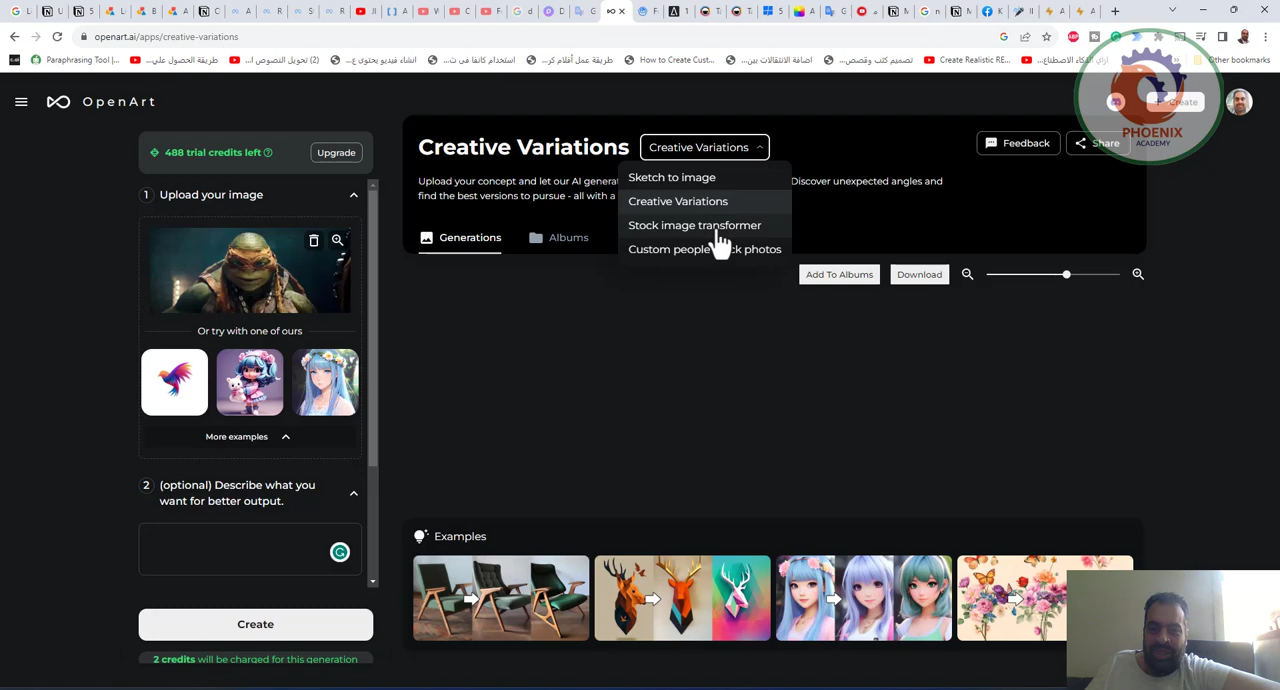 openart.ai/apps/creative-variations
Paraphrasing Tool |...
طريقة الحصول علي...
(2) تحويل النصوص ا...
انشاء فيديو يحتوي ع...
استخدام كانفا فى ت...
طريقة عمل أفلام كر...
How to Create Cust...
اضافة الانتقالات بين...
تصميم كتب وقصص...
Create Realistic RE...
Other bookmarks
OpenArt
Create
PHOENIX
ACADEMY
488 trial credits left
Upgrade
1 Upload your image
Or try with one of ours
More examples
2 (optional) Describe what you
want for better output.
Create
2 credits will be charged for this generation
Creative Variations
Creative Variations
Feedback
Share
Upload your concept and let our AI genera
Discover unexpected angles and
find the best versions to pursue - all with a
Sketch to image
Creative Variations
Stock image transformer
Custom people
ck photos
Generations
Albums
Add To Albums
Download
Examples